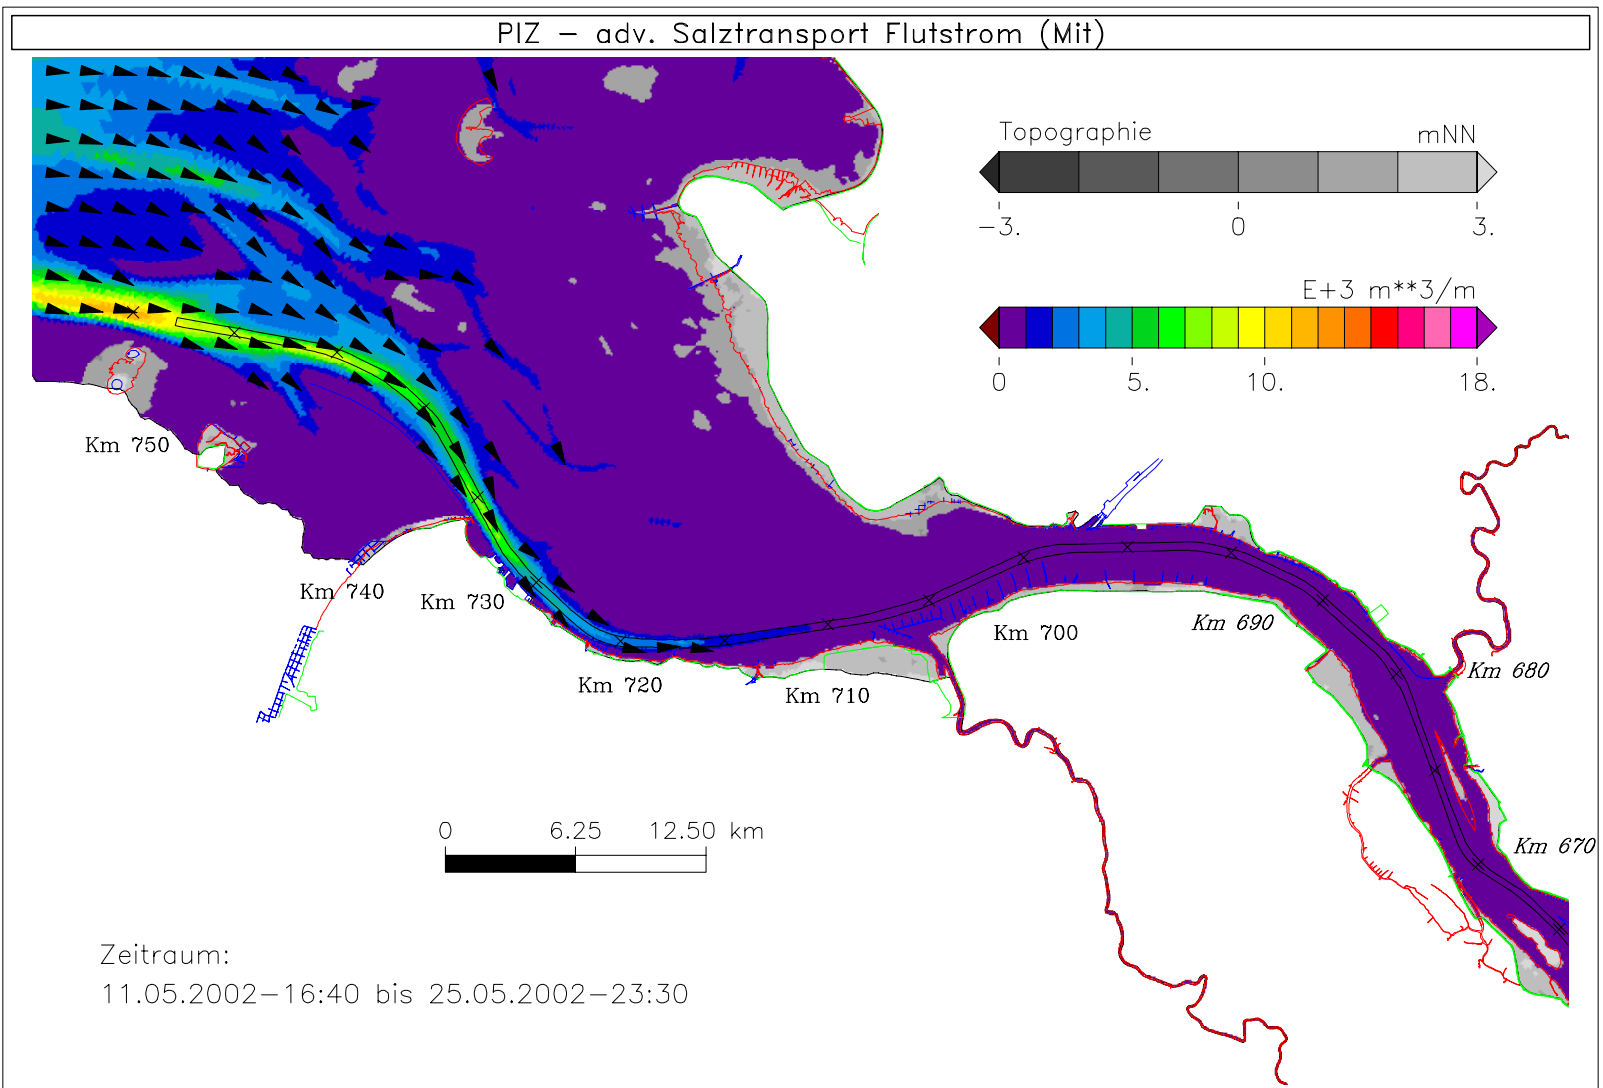 PIZ - adv. Salztransport Flutstrom (Mit)
Topographie mNN
-3. 0 3.
E+3 m**3/m
0 5. 10. 18.
Km 750
Km 740
Km 730
Km 720
Km 710
Km 700
Km 690
Km 680
Km 670
0 6.25 12.50 km
Zeitraum:
11.05.2002-16:40 bis 25.05.2002-23:30